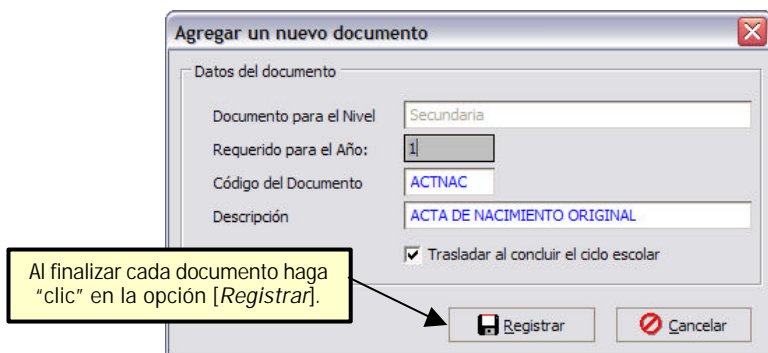 Agregar un nuevo documento
Datos del documento
Documento para el Nivel Secundaria
Requerido para el Año: 1
Código del Documento ACTNAC
Descripción ACTA DE NACIMIENTO ORIGINAL
Trasladar al concluir el ciclo escolar
Al finalizar cada documento haga
“clic” en la opción [Registrar].
Registrar Cancelar